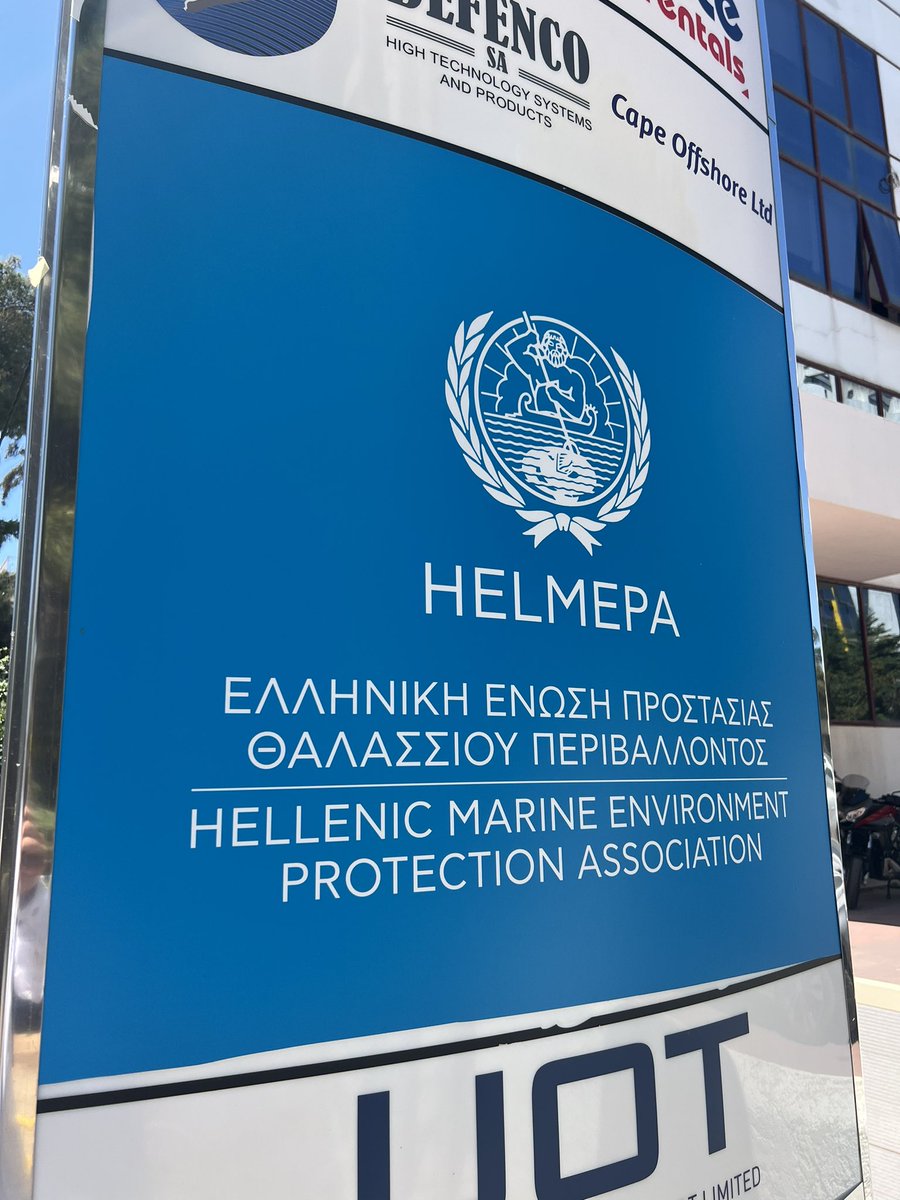 DEFENCO
SA
HIGH TECHNOLOGY SYSTEMS
AND PRODUCTS
Cape Offshore Ltd
HELMEPA
ΕΛΛΗΝΙΚΗ ΕΝΩΣΗ ΠΡΟΣΤΑΣΙΑΣ
ΘΑΛΑΣΣΙΟΥ ΠΕΡΙΒΑΛΛΟΝΤΟΣ
HELLENIC MARINE ENVIRONMENT
PROTECTION ASSOCIATION
LIMITED